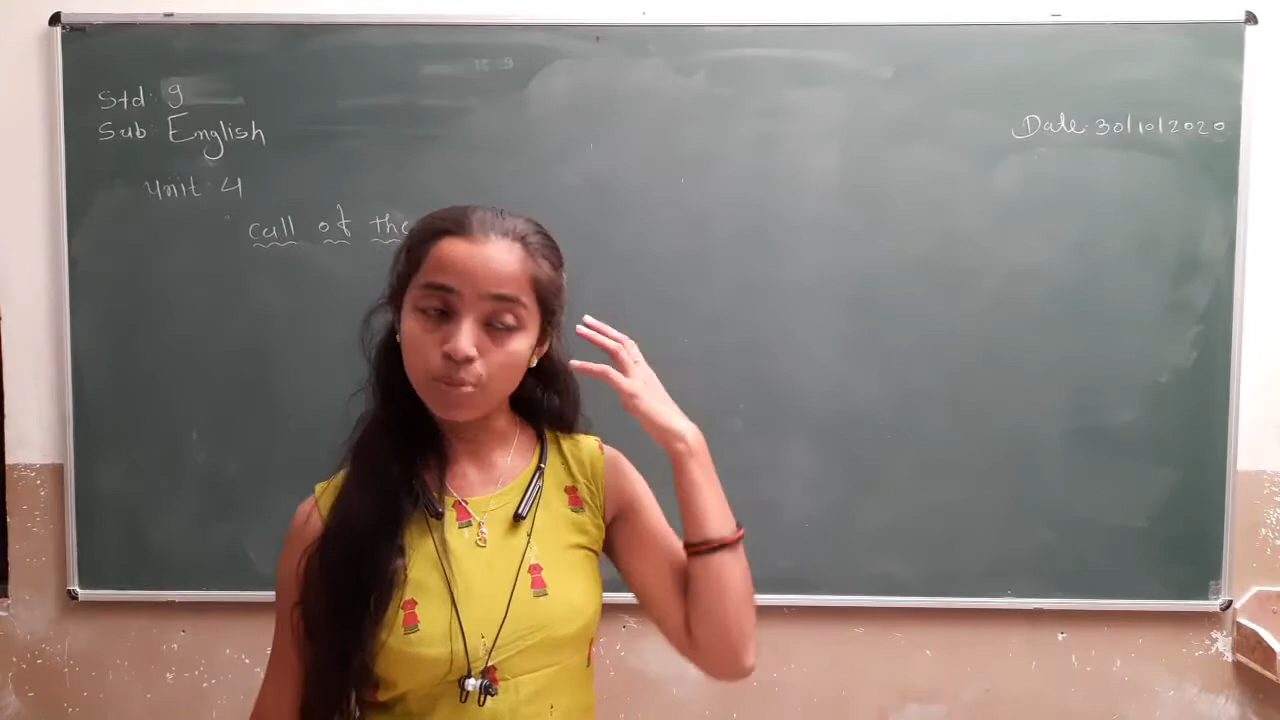 Std: 9
Sub: English
Date: 30/10/2020
Unit: 4
call of the